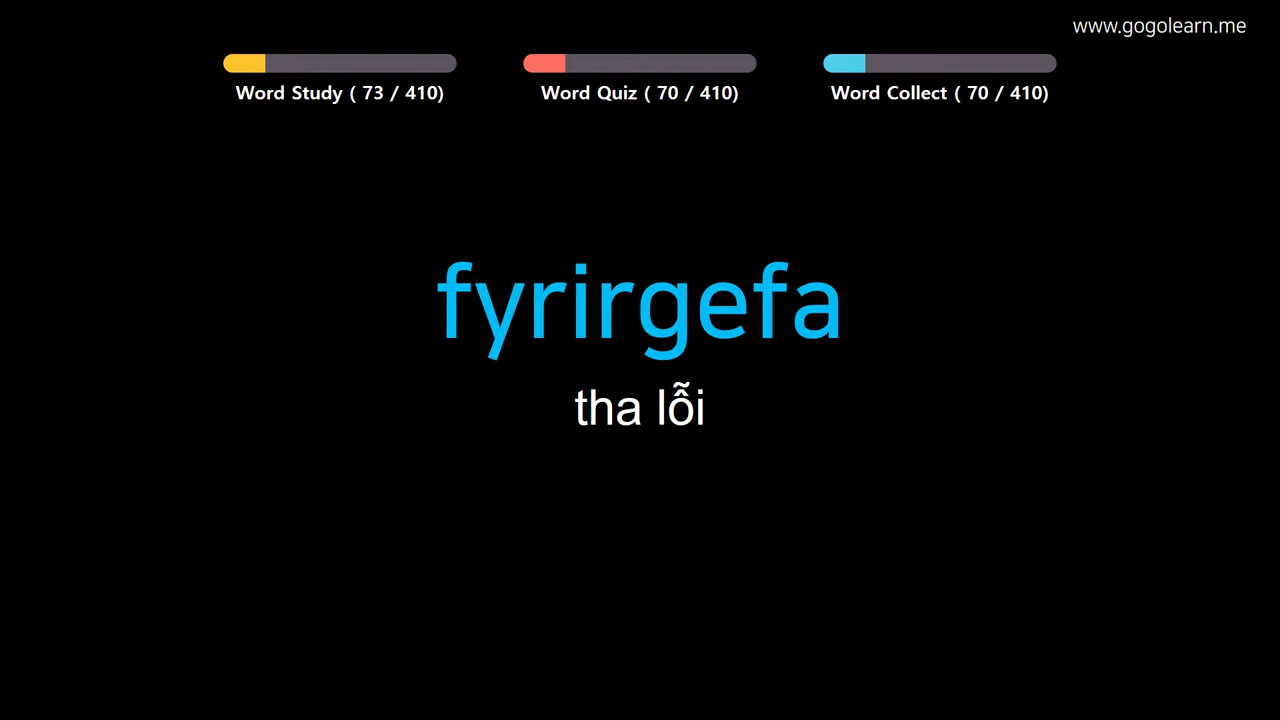 www.gogolearn.me
Word Study ( 73 / 410)
Word Quiz ( 70 / 410)
Word Collect ( 70 / 410)
fyrirgefa
tha lỗi